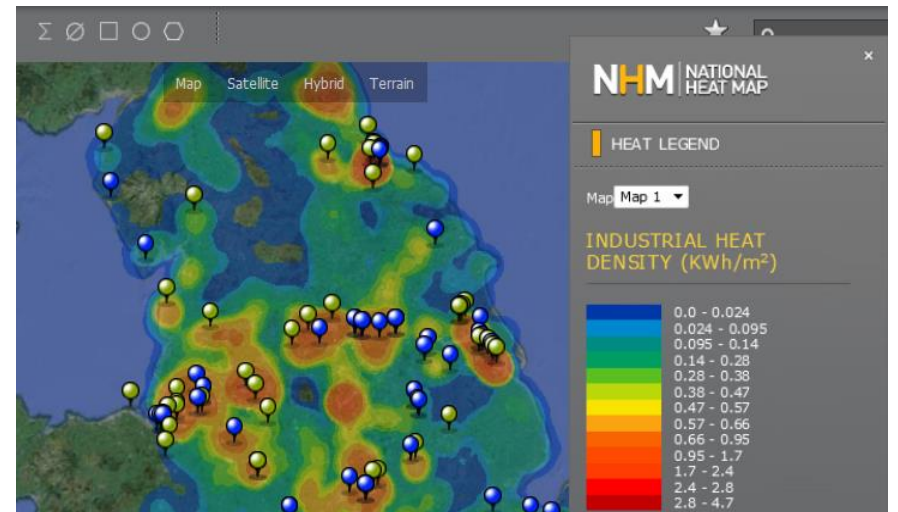 Map Satellite Hybrid Terrain
NHM NATIONAL
HEAT MAP
×
HEAT LEGEND
Map Map 1
INDUSTRIAL HEAT
DENSITY (KWh/m²)
0.0 - 0.024
0.024 - 0.095
0.095 - 0.14
0.14 - 0.28
0.28 - 0.38
0.38 - 0.47
0.47 - 0.57
0.57 - 0.66
0.66 - 0.95
0.95 - 1.7
1.7 - 2.4
2.4 - 2.8
2.8 - 4.7